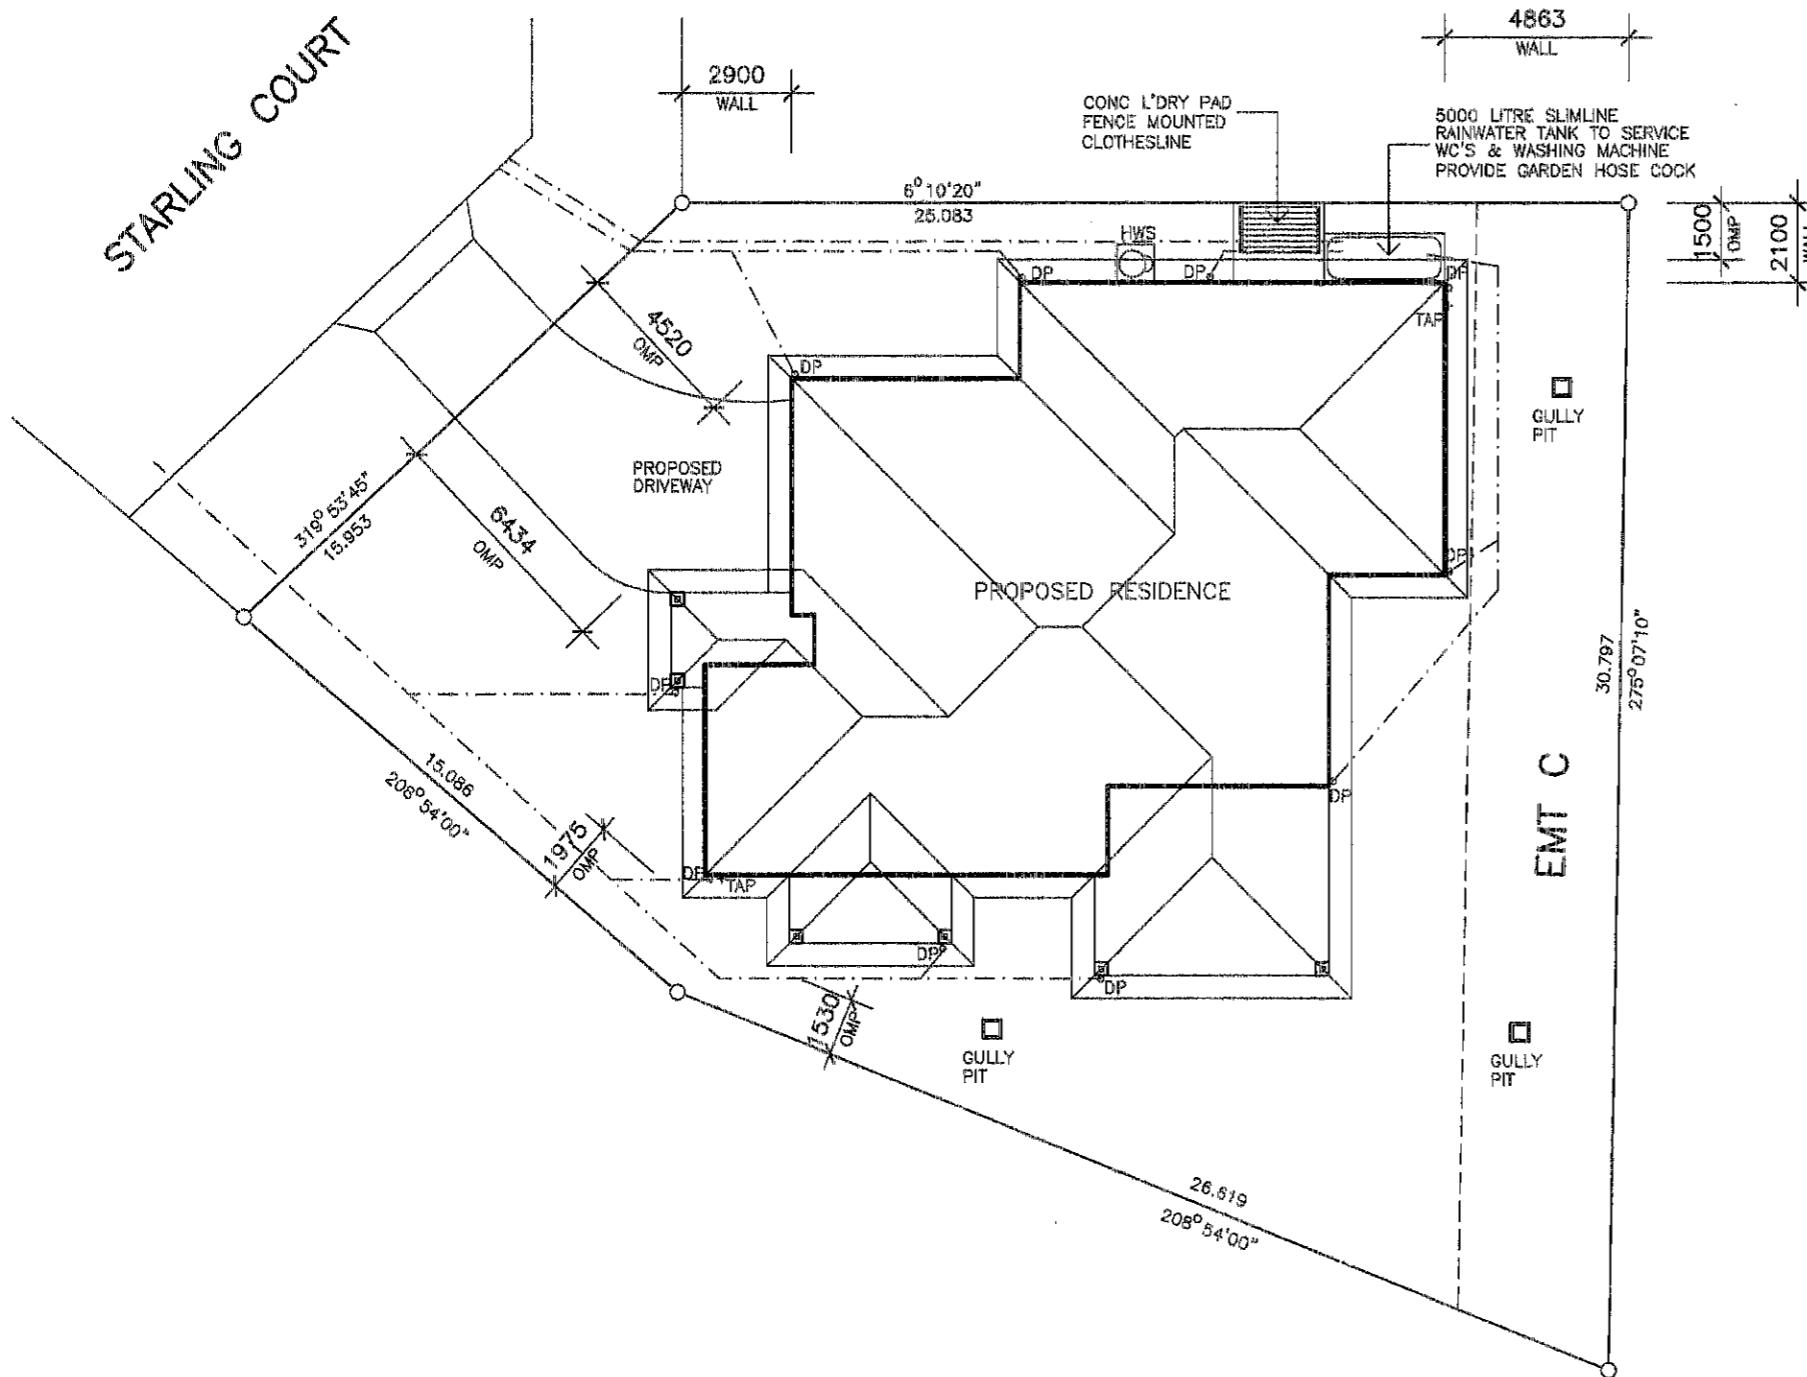 STARLING COURT
2900
WALL
4863
WALL
CONC L'DRY PAD
FENCE MOUNTED
CLOTHESLINE
5000 LITRE SLIMLINE
RAINWATER TANK TO SERVICE
WC'S & WASHING MACHINE
PROVIDE GARDEN HOSE COCK
6°10'20"
25.083
1500
OMP
2100
WALL
HWS
DP
DP
DP
TAP
4520
OMP
DP
GULLY
PIT
PROPOSED
DRIVEWAY
319°53'45"
15.953
6434
OMP
DP
PROPOSED RESIDENCE
30.797
275°07'10"
DP
15.086
208°54'00"
DP
EMT C
1975
OMP
DP
TAP
DP
DP
1530
OMP
GULLY
PIT
GULLY
PIT
26.619
208°54'00"